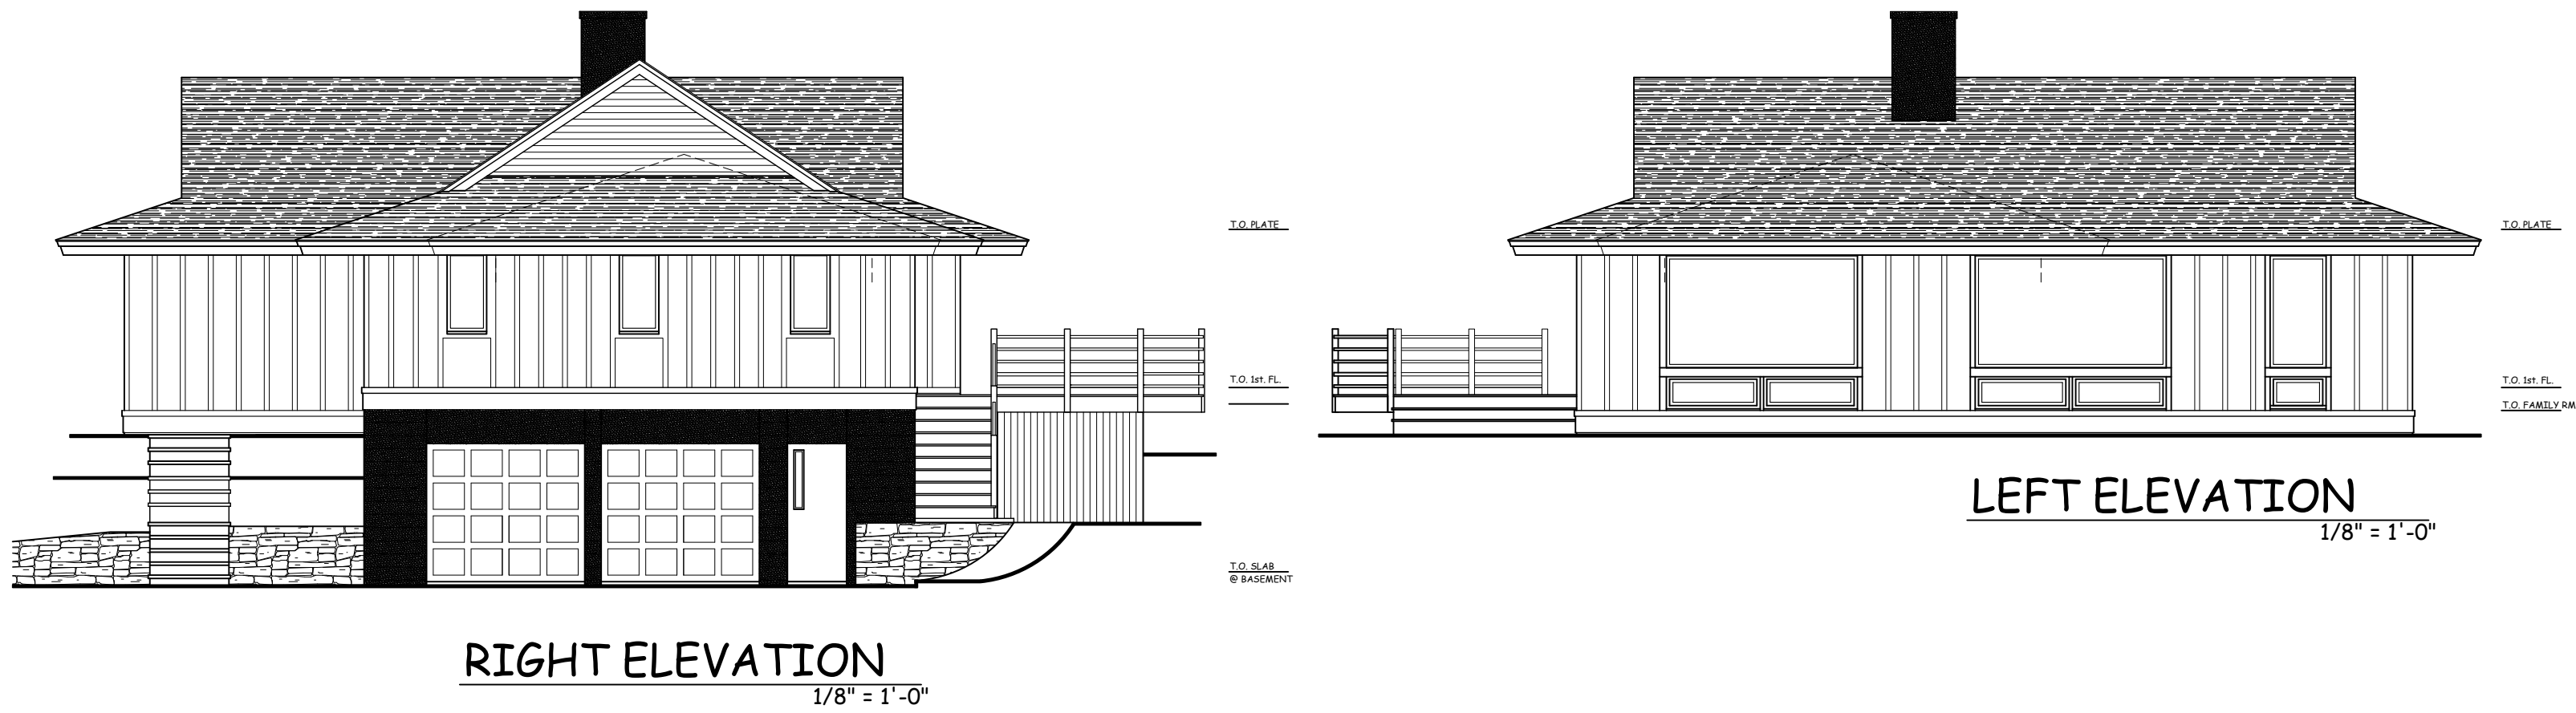 T.O. PLATE
T.O. 1st. FL.
T.O. SLAB
@ BASEMENT
RIGHT ELEVATION
1/8" = 1'-0"
T.O. PLATE
T.O. 1st. FL.
T.O. FAMILY RM
LEFT ELEVATION
1/8" = 1'-0"